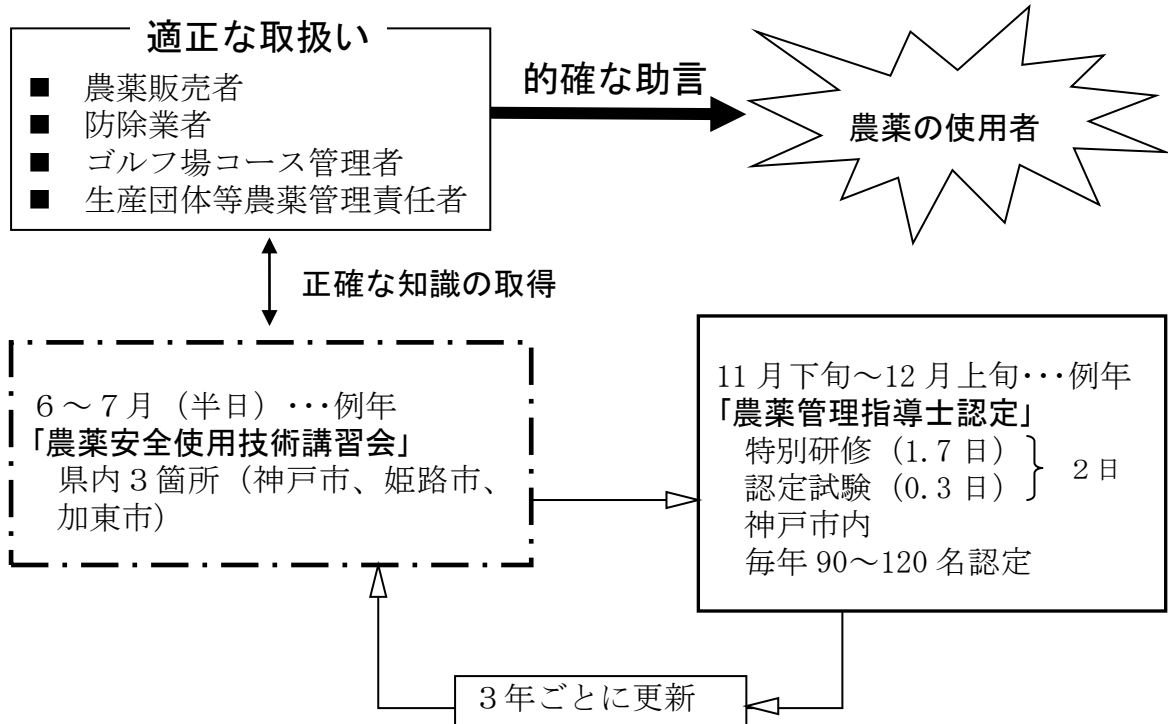 適正な取扱い
■ 農薬販売者
■ 防除業者
■ ゴルフ場コース管理者
■ 生産団体等農薬管理責任者
的確な助言
農薬の使用者
正確な知識の取得
６～７月（半日）･･･例年
「農薬安全使用技術講習会」
県内３箇所（神戸市、姫路市、
加東市）
11月下旬～12月上旬･･･例年
「農薬管理指導士認定」
特別研修（1.7日）
認定試験（0.3日）
２日
神戸市内
毎年90～120名認定
３年ごとに更新